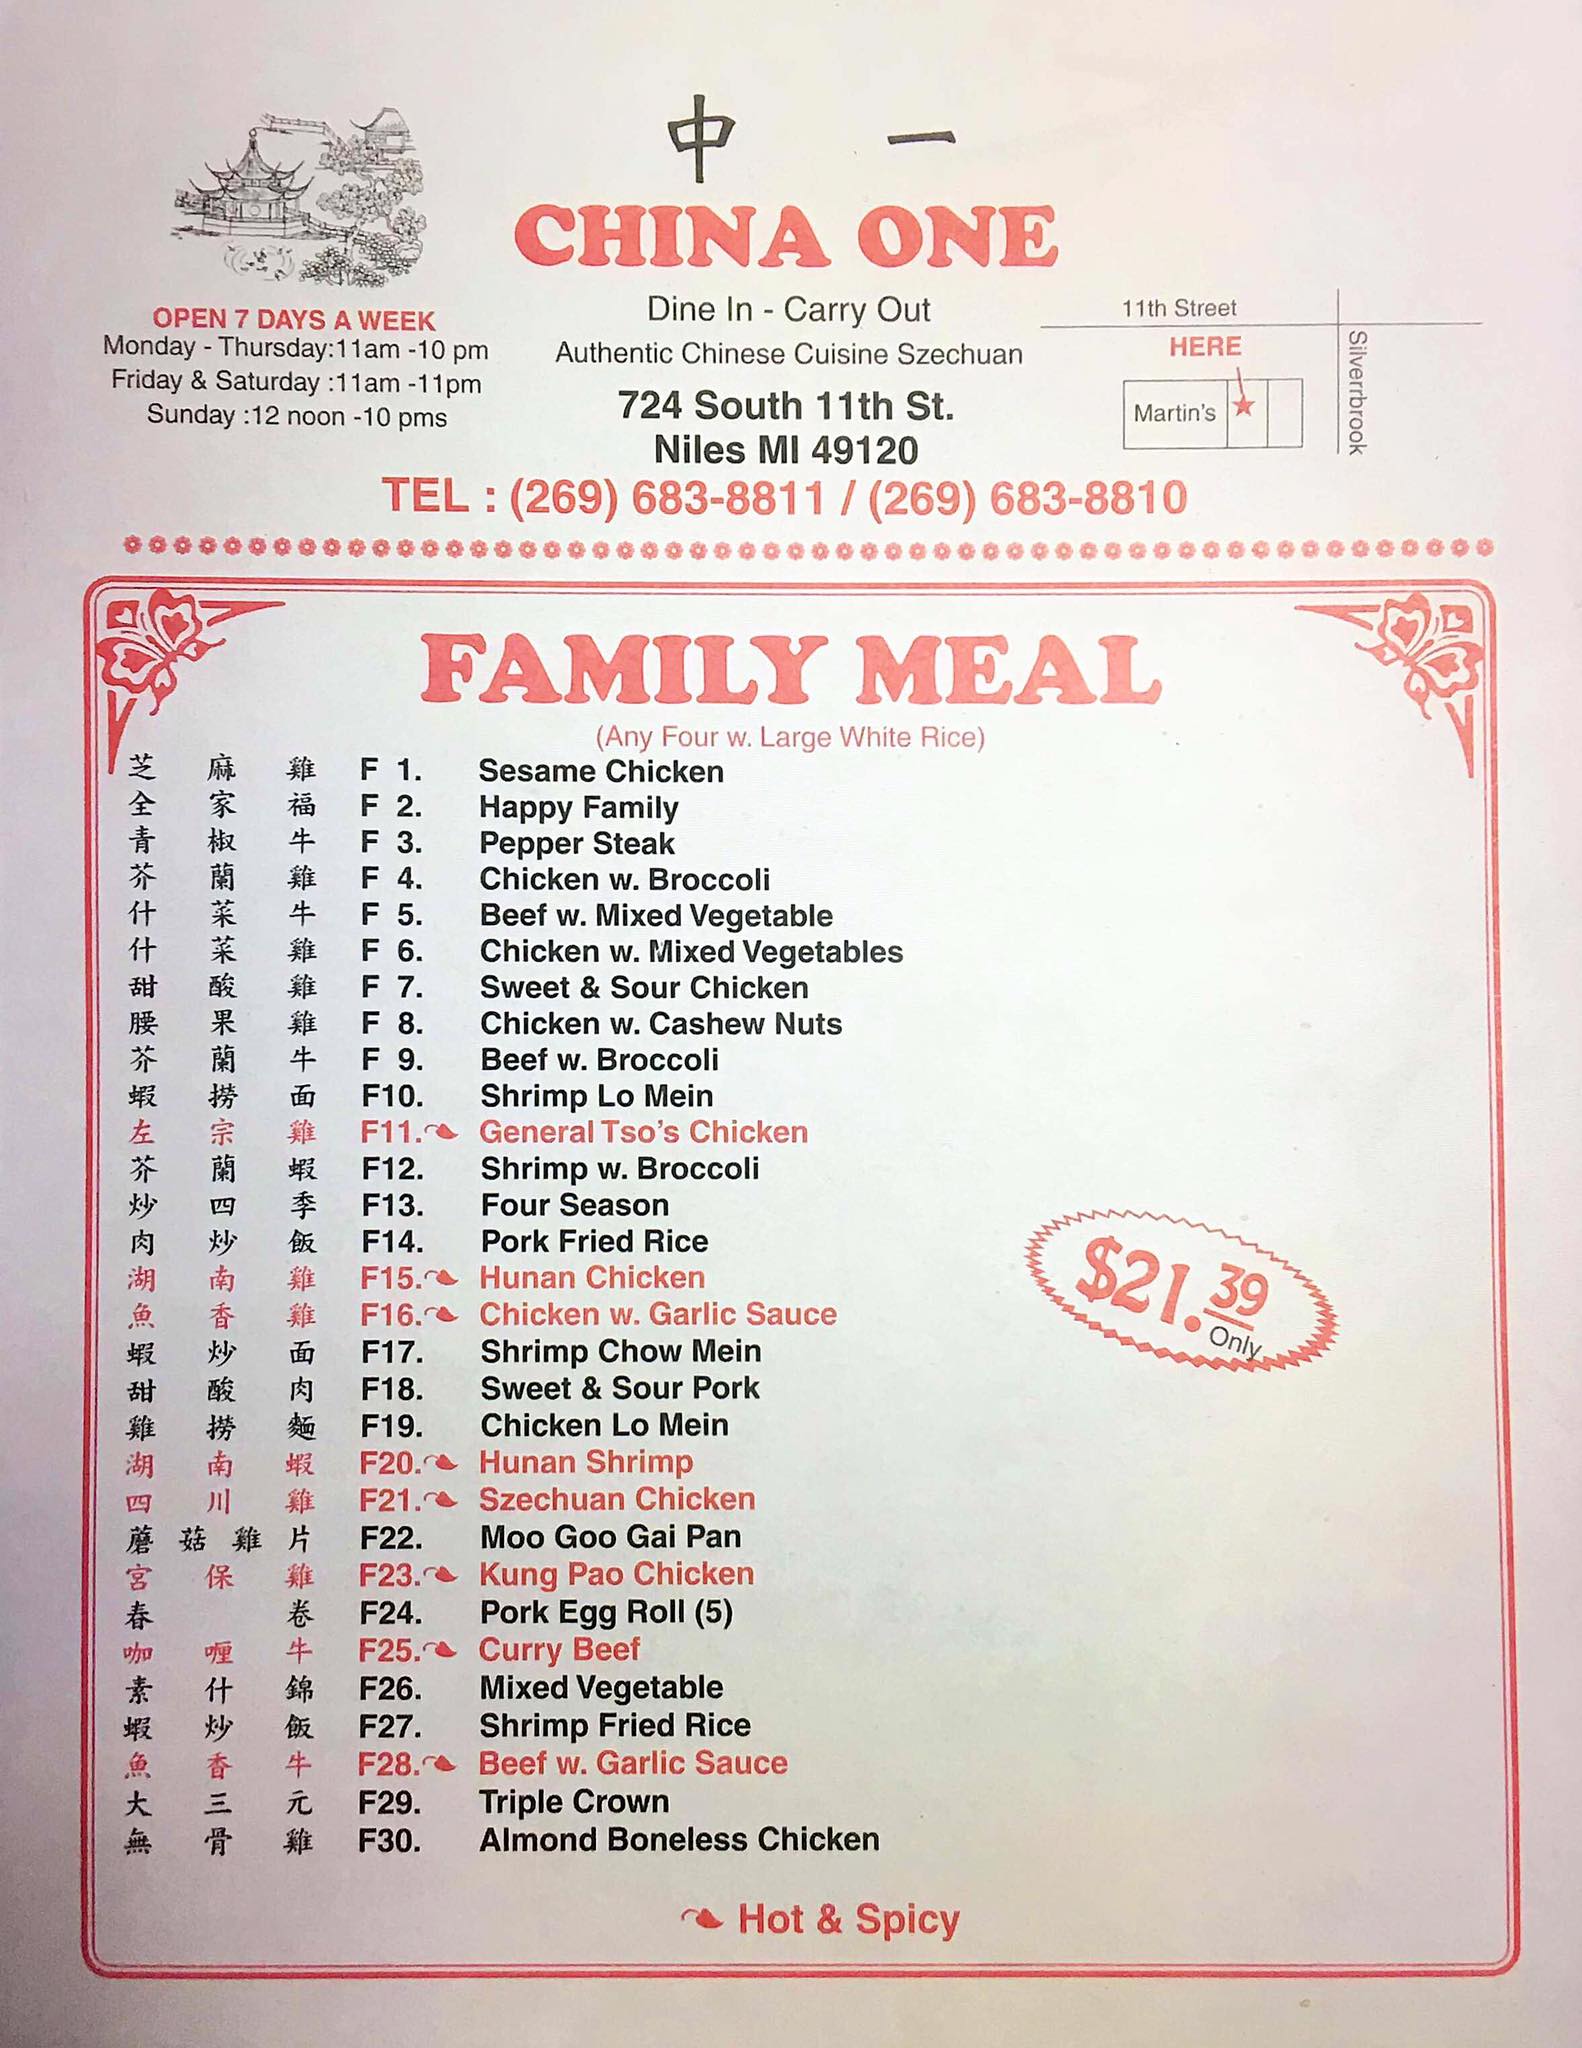 中 一
CHINA ONE
Dine In - Carry Out
Authentic Chinese Cuisine Szechuan
724 South 11th St.
Niles MI 49120
TEL : (269) 683-8811 / (269) 683-8810
OPEN 7 DAYS A WEEK
Monday - Thursday:11am -10 pm
Friday & Saturday :11am -11pm
Sunday :12 noon -10 pms
11th Street
HERE
Martin's
Silverrbrook
FAMILY MEAL
(Any Four w. Large White Rice)
芝 麻 雞 F 1. Sesame Chicken
全 家 福 F 2. Happy Family
青 椒 牛 F 3. Pepper Steak
芥 蘭 雞 F 4. Chicken w. Broccoli
什 菜 牛 F 5. Beef w. Mixed Vegetable
什 菜 雞 F 6. Chicken w. Mixed Vegetables
甜 酸 雞 F 7. Sweet & Sour Chicken
腰 果 雞 F 8. Chicken w. Cashew Nuts
芥 蘭 牛 F 9. Beef w. Broccoli
蝦 撈 面 F10. Shrimp Lo Mein
左 宗 雞 F11. General Tso's Chicken
芥 蘭 蝦 F12. Shrimp w. Broccoli
炒 四 季 F13. Four Season
肉 炒 飯 F14. Pork Fried Rice
湖 南 雞 F15. Hunan Chicken
魚 香 雞 F16. Chicken w. Garlic Sauce
蝦 炒 面 F17. Shrimp Chow Mein
甜 酸 肉 F18. Sweet & Sour Pork
雞 撈 麵 F19. Chicken Lo Mein
湖 南 蝦 F20. Hunan Shrimp
四 川 雞 F21. Szechuan Chicken
蘑 菇 雞 片 F22. Moo Goo Gai Pan
宮 保 雞 F23. Kung Pao Chicken
春 卷 F24. Pork Egg Roll (5)
咖 喱 牛 F25. Curry Beef
素 什 錦 F26. Mixed Vegetable
蝦 炒 飯 F27. Shrimp Fried Rice
魚 香 牛 F28. Beef w. Garlic Sauce
大 三 元 F29. Triple Crown
無 骨 雞 F30. Almond Boneless Chicken
$21.39
Only
Hot & Spicy